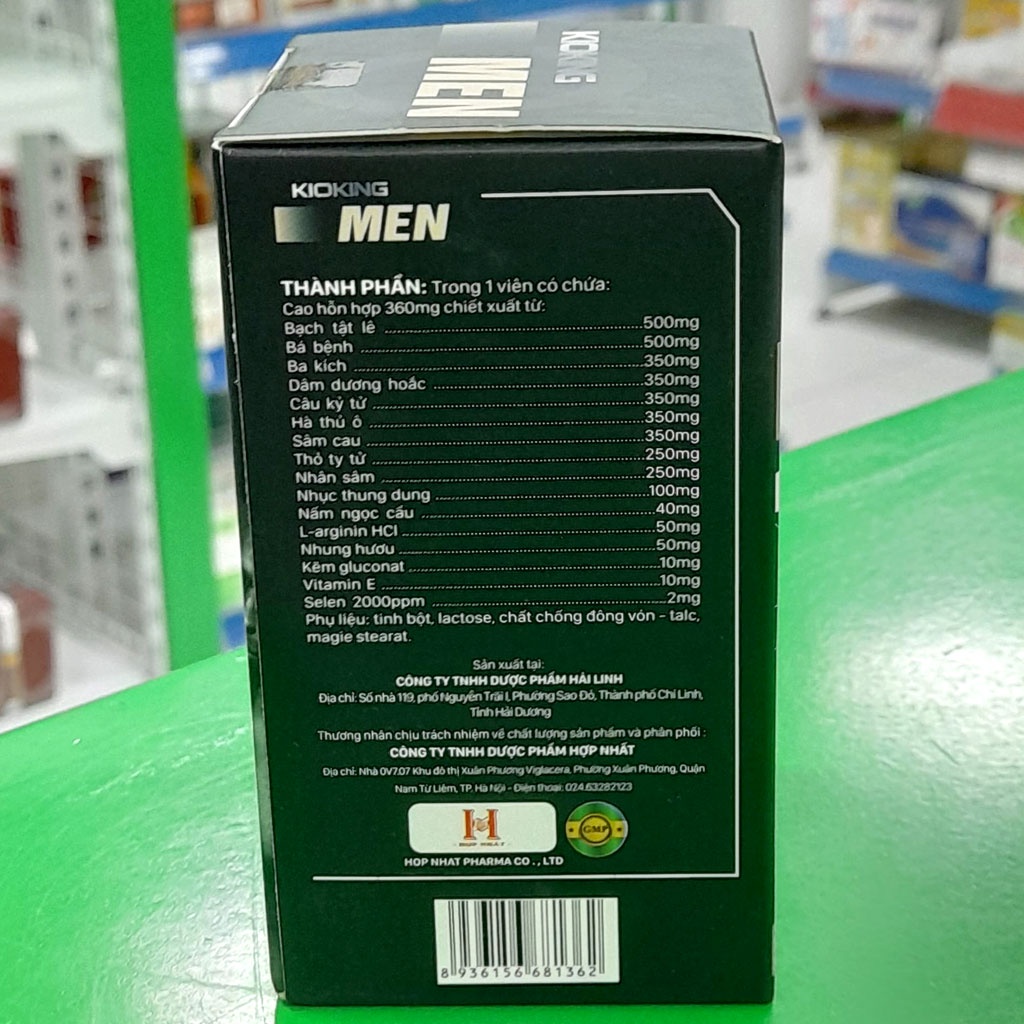 KIOKING
MEN
KIOKING
MEN
THÀNH PHẦN: Trong 1 viên có chứa:
Cao hỗn hợp 360mg chiết xuất từ:
Bạch tật lê ........ 500mg
Bá bệnh ........ 500mg
Ba kích ........ 350mg
Dâm dương hoắc ........ 350mg
Câu kỷ tử ........ 350mg
Hà thủ ô ........ 350mg
Sâm cau ........ 350mg
Thỏ ty tử ........ 250mg
Nhân sâm ........ 250mg
Nhục thung dung ........ 100mg
Nấm ngọc cẩu ........ 40mg
L-arginin HCl ........ 50mg
Nhung hươu ........ 50mg
Kẽm gluconat ........ 10mg
Vitamin E ........ 10mg
Selen 2000ppm ........ 2mg
Phụ liệu: tinh bột, lactose, chất chống đông vón - talc,
magie stearat.
Sản xuất tại:
CÔNG TY TNHH DƯỢC PHẨM HẢI LINH
Địa chỉ: Số nhà 119, phố Nguyễn Trãi I, Phường Sao Đỏ, Thành phố Chí Linh,
Tỉnh Hải Dương
Thương nhân chịu trách nhiệm về chất lượng sản phẩm và phân phối:
CÔNG TY TNHH DƯỢC PHẨM HỢP NHẤT
Địa chỉ: Nhà 0V7.07 Khu đô thị Xuân Phương Viglacera, Phường Xuân Phương, Quận
Nam Từ Liêm, TP. Hà Nội - Điện thoại: 024.63282123
H
HỢP NHẤT
GMP
HOP NHAT PHARMA CO., LTD
8 936156 681362